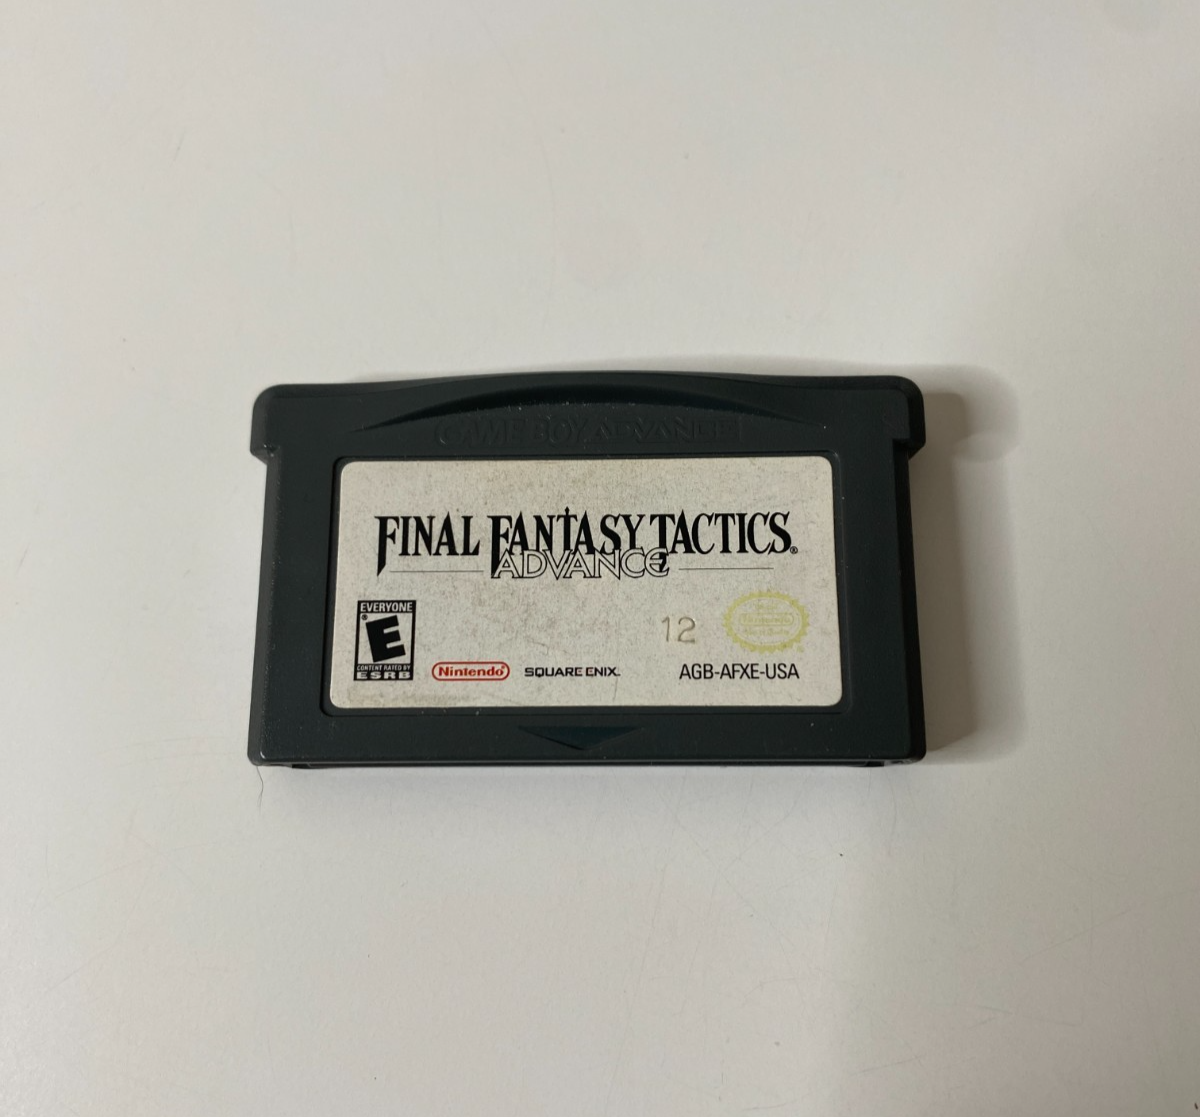 GAME BOY ADVANCE
FINAL FANTASY TACTICS®
ADVANCE
EVERYONE
E®
CONTENT RATED BY
ESRB
Nintendo®
SQUARE ENIX.
12
AGB-AFXE-USA
Nintendo